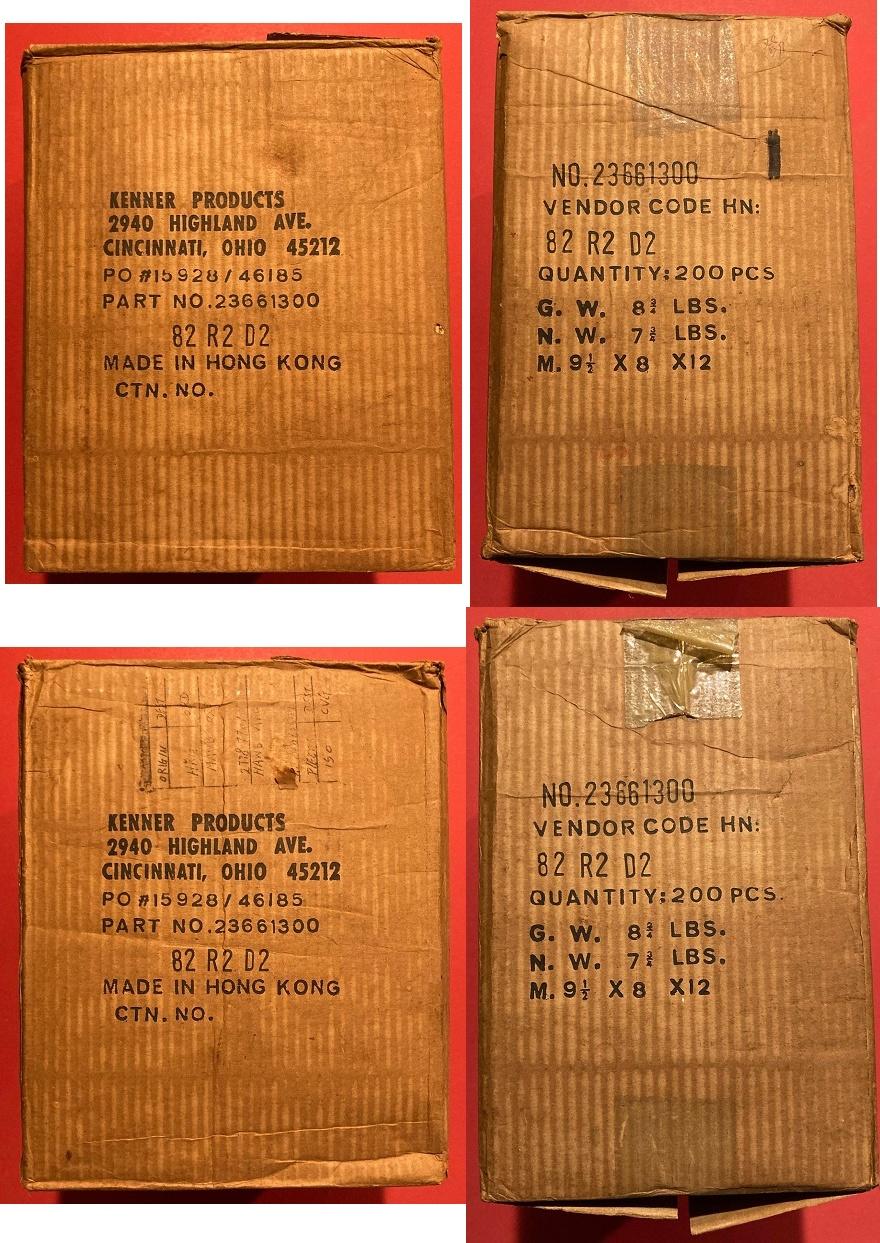 KENNER PRODUCTS
2940 HIGHLAND AVE.
CINCINNATI, OHIO 45212
PO #15928/46185
PART NO.23661300
82 R2 D2
MADE IN HONG KONG
CTN. NO.
NO.23661300
VENDOR CODE HN:
82 R2 D2
QUANTITY: 200 PCS
G. W. 8¾ LBS.
N. W. 7¾ LBS.
M. 9½ X 8 X12
ORIGIN DEST
KENNER PRODUCTS
2940 HIGHLAND AVE.
CINCINNATI, OHIO 45212
PO #15928/46185
PART NO.23661300
82 R2 D2
MADE IN HONG KONG
CTN. NO.
NO.23661300
VENDOR CODE HN:
82 R2 D2
QUANTITY: 200 PCS.
G. W. 8¾ LBS.
N. W. 7¾ LBS.
M. 9½ X 8 X12